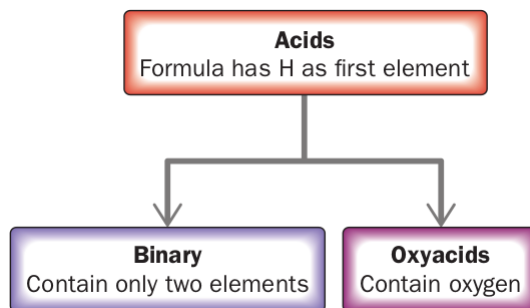 Acids
Formula has H as first element
Binary
Contain only two elements
Oxyacids
Contain oxygen